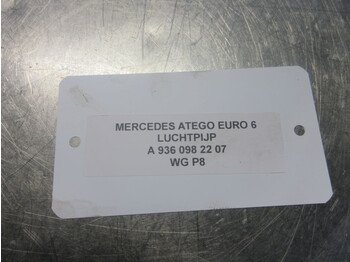 MERCEDES ATEGO EURO 6
LUCHTPIJP
A 936 098 22 07
WG P8